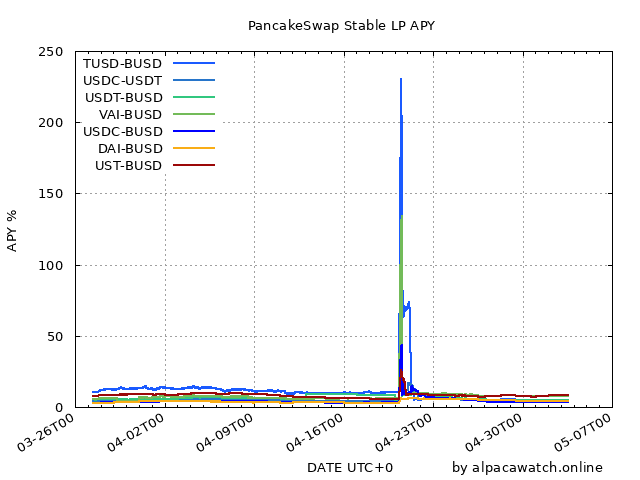 PancakeSwap Stable LP APY
250
200
150
100
50
0
APY %
TUSD-BUSD
USDC-USDT
USDT-BUSD
VAI-BUSD
USDC-BUSD
DAI-BUSD
UST-BUSD
03-26T00
04-02T00
04-09T00
04-16T00
04-23T00
04-30T00
05-07T00
DATE UTC+0
by alpacawatch.online